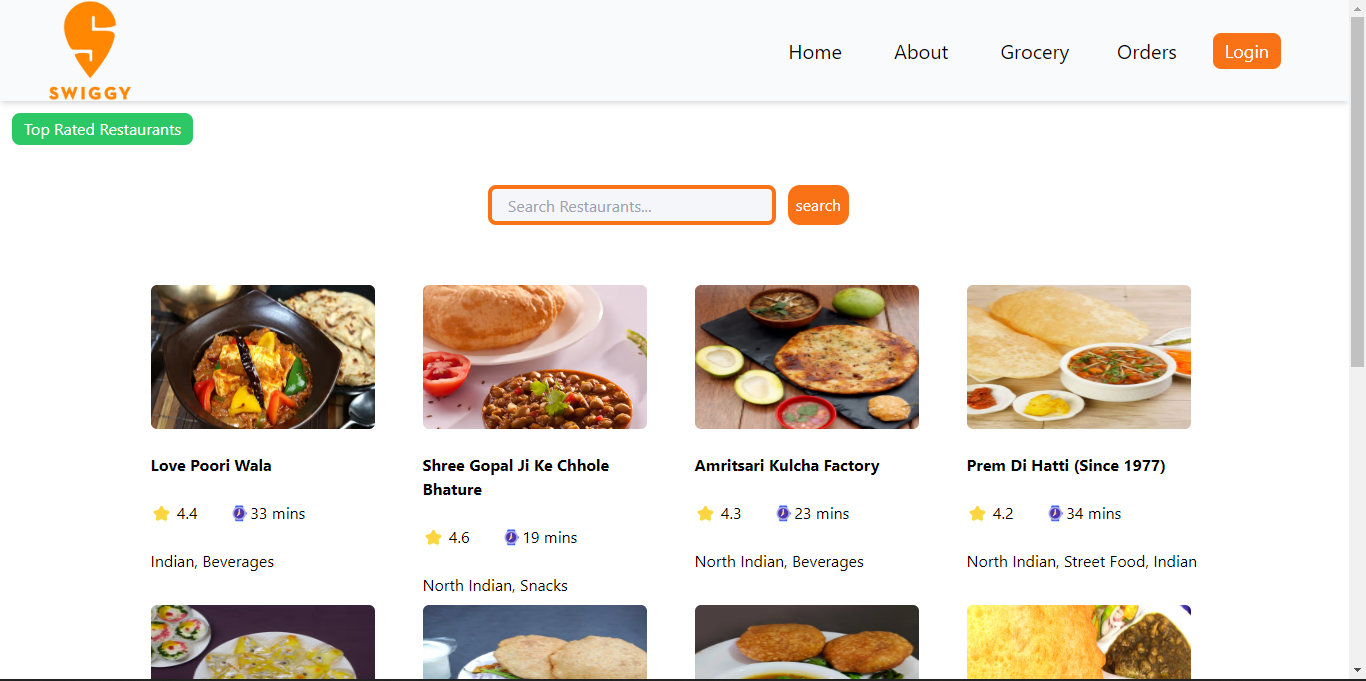 SWIGGY
Home About Grocery Orders Login
Top Rated Restaurants
Search Restaurants...
search
Love Poori Wala
4.4 33 mins
Indian, Beverages
Shree Gopal Ji Ke Chhole
Bhature
4.6 19 mins
North Indian, Snacks
Amritsari Kulcha Factory
4.3 23 mins
North Indian, Beverages
Prem Di Hatti (Since 1977)
4.2 34 mins
North Indian, Street Food, Indian